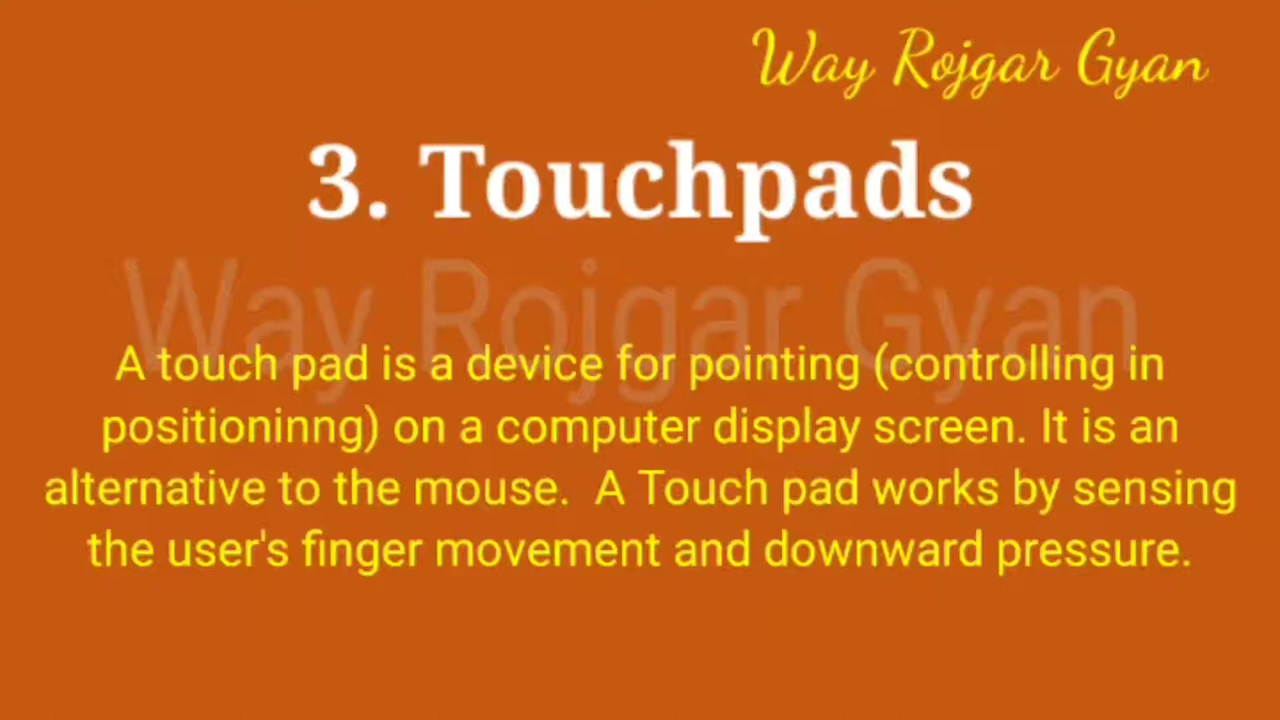 Way Rojgar Gyan
3. Touchpads
Way Rojgar Gyan
A touch pad is a device for pointing (controlling in
positioninng) on a computer display screen. It is an
alternative to the mouse.  A Touch pad works by sensing
the user's finger movement and downward pressure.